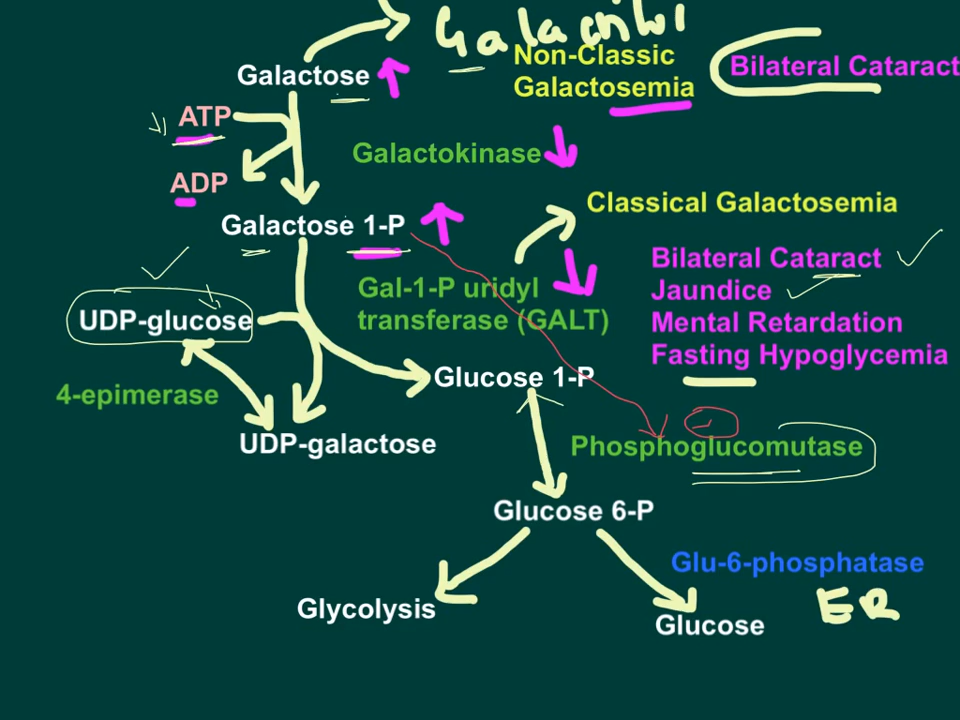 Galactitol
Non-Classic
Galactosemia
Bilateral Cataract
Galactose
ATP
Galactokinase
ADP
Classical Galactosemia
Galactose 1-P
Bilateral Cataract
Jaundice
Mental Retardation
Fasting Hypoglycemia
Gal-1-P uridyl
transferase (GALT)
UDP-glucose
Glucose 1-P
4-epimerase
UDP-galactose
Phosphoglucomutase
Glucose 6-P
Glu-6-phosphatase
ER
Glycolysis
Glucose